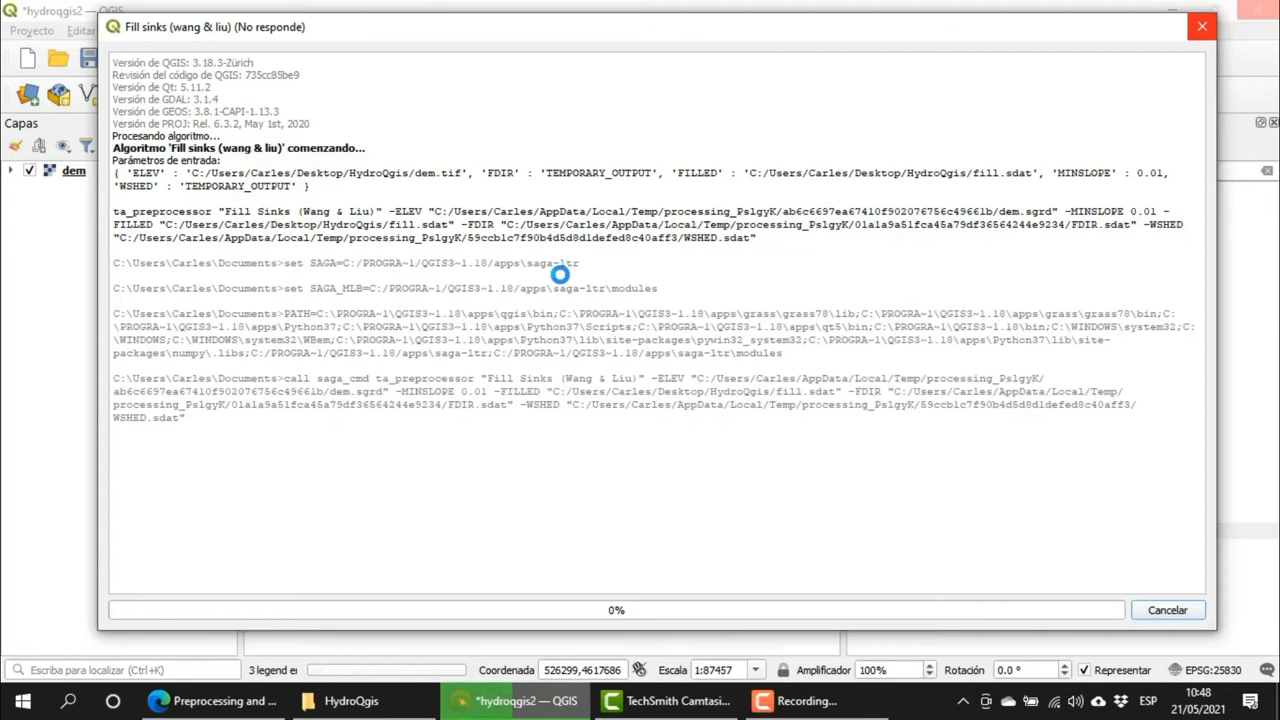 *hydroqgis2 — QGIS
Fill sinks (wang & liu) (No responde)
Proyecto Editar
Versión de QGIS: 3.18.3-Zürich
Revisión del código de QGIS: 735cc85be9
Versión de Qt: 5.11.2
Versión de GDAL: 3.1.4
Versión de GEOS: 3.8.1-CAPI-1.13.3
Versión de PROJ: Rel. 6.3.2, May 1st, 2020
Procesando algoritmo...
Algoritmo 'Fill sinks (wang & liu)' comenzando...
Parámetros de entrada:
{ 'ELEV' : 'C:/Users/Carles/Desktop/HydroQgis/dem.tif', 'FDIR' : 'TEMPORARY_OUTPUT', 'FILLED' : 'C:/Users/Carles/Desktop/HydroQgis/fill.sdat', 'MINSLOPE' : 0.01,
'WSHED' : 'TEMPORARY_OUTPUT' }
ta_preprocessor "Fill Sinks (Wang & Liu)" -ELEV "C:/Users/Carles/AppData/Local/Temp/processing_PslgyK/ab6c6697ea67410f902076756c49661b/dem.sgrd" -MINSLOPE 0.01 -
FILLED "C:/Users/Carles/Desktop/HydroQgis/fill.sdat" -FDIR "C:/Users/Carles/AppData/Local/Temp/processing_PslgyK/01a1a9a51fca45a79df36564244e9234/FDIR.sdat" -WSHED
"C:/Users/Carles/AppData/Local/Temp/processing_PslgyK/59ccb1c7f90b4d5d8d1defed8c40aff3/WSHED.sdat"
C:\Users\Carles\Documents>set SAGA=C:/PROGRA~1/QGIS3~1.18/apps\saga-ltr
C:\Users\Carles\Documents>set SAGA_MLB=C:/PROGRA~1/QGIS3~1.18/apps\saga-ltr\modules
C:\Users\Carles\Documents>PATH=C:\PROGRA~1\QGIS3~1.18\apps\qgis\bin;C:\PROGRA~1\QGIS3~1.18\apps\grass\grass78\lib;C:\PROGRA~1\QGIS3~1.18\apps\grass\grass78\bin;C:
\PROGRA~1\QGIS3~1.18\apps\Python37;C:\PROGRA~1\QGIS3~1.18\apps\Python37\Scripts;C:\PROGRA~1\QGIS3~1.18\apps\qt5\bin;C:\WINDOWS\system32;C:
\WINDOWS;C:\WINDOWS\system32\WBem;C:\PROGRA~1\QGIS3~1.18\apps\Python37\lib\site-packages\pywin32_system32;C:\PROGRA~1\QGIS3~1.18\apps\Python37\lib\site-
packages\numpy\.libs;C:/PROGRA~1/QGIS3~1.18/apps\saga-ltr;C:/PROGRA~1/QGIS3~1.18/apps\saga-ltr\modules
C:\Users\Carles\Documents>call saga_cmd ta_preprocessor "Fill Sinks (Wang & Liu)" -ELEV "C:/Users/Carles/AppData/Local/Temp/processing_PslgyK/
ab6c6697ea67410f902076756c49661b/dem.sgrd" -MINSLOPE 0.01 -FILLED "C:/Users/Carles/Desktop/HydroQgis/fill.sdat" -FDIR "C:/Users/Carles/AppData/Local/Temp/
processing_PslgyK/01a1a9a51fca45a79df36564244e9234/FDIR.sdat" -WSHED "C:/Users/Carles/AppData/Local/Temp/processing_PslgyK/59ccb1c7f90b4d5d8d1defed8c40aff3/
WSHED.sdat"
Capas
dem
0% Cancelar
Escriba para localizar (Ctrl+K) 3 legend e Coordenada 526299,4617686 Escala 1:87457 Amplificador 100% Rotación 0.0 ° Representar EPSG:25830
Preprocessing and ... HydroQgis *hydroqgis2 — QGIS TechSmith Camtasi... Recording... ESP 10:48
21/05/2021